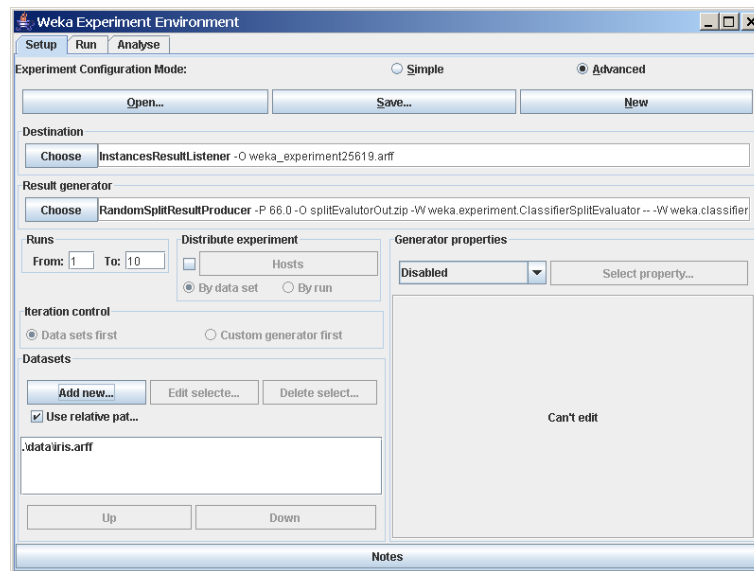 Weka Experiment Environment
Setup Run Analyse
Experiment Configuration Mode: Simple Advanced
Open... Save... New
Destination
Choose InstancesResultListener -O weka_experiment25619.arff
Result generator
Choose RandomSplitResultProducer -P 66.0 -O splitEvalutorOut.zip -W weka.experiment.ClassifierSplitEvaluator -- -W weka.classifier
Runs
From: 1 To: 10
Distribute experiment
Hosts
By data set By run
Generator properties
Disabled Select property...
Iteration control
Data sets first Custom generator first
Datasets
Add new... Edit selecte... Delete select...
Use relative pat...
.\data\iris.arff
Can't edit
Up Down
Notes